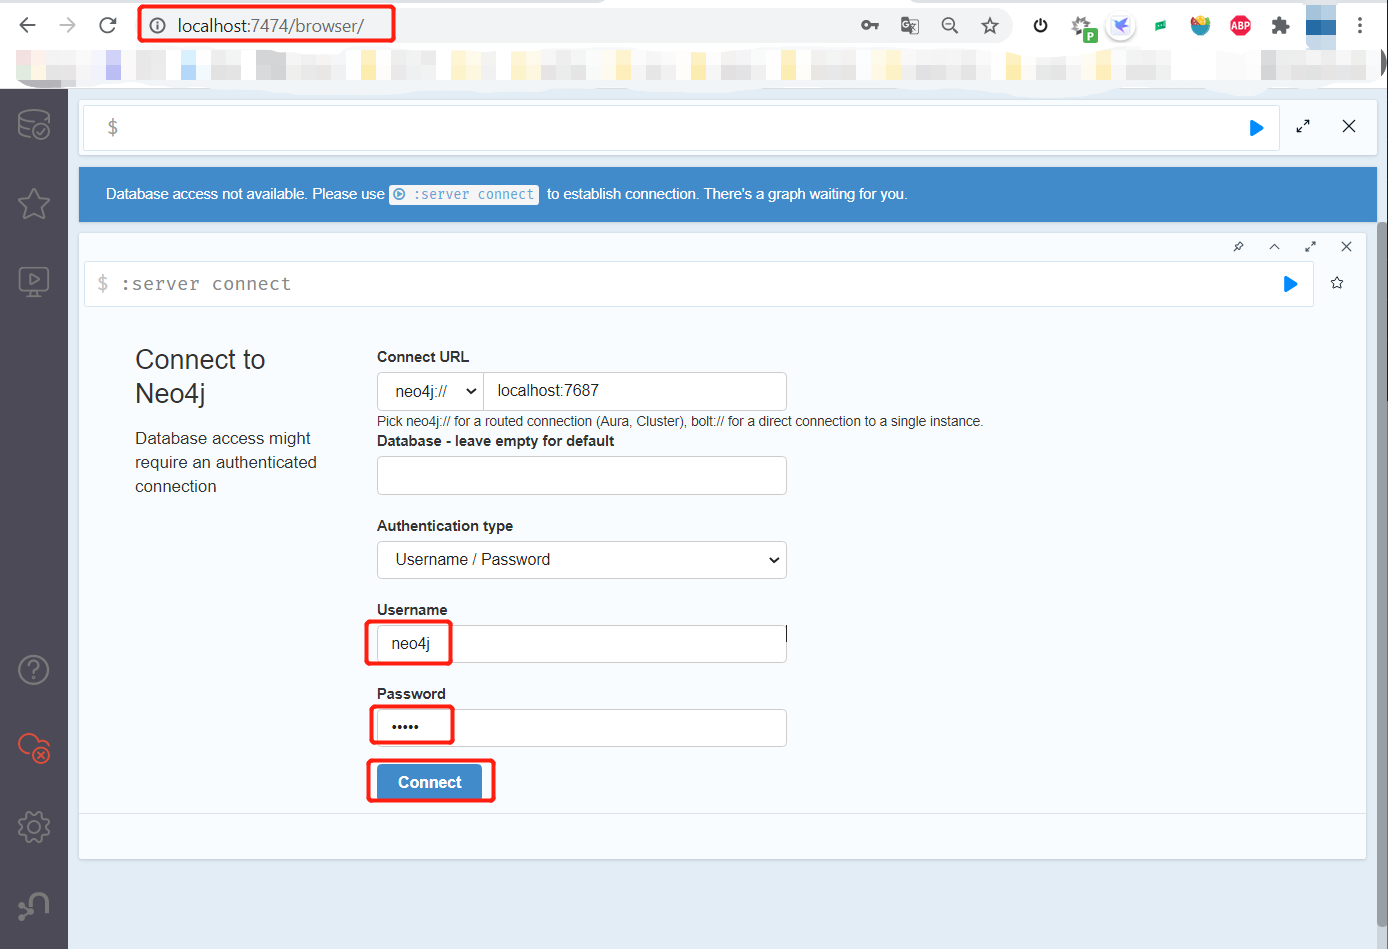 localhost:7474/browser/
P
ABP
$
Database access not available. Please use :server connect to establish connection. There's a graph waiting for you.
$ :server connect
Connect to
Neo4j
Database access might
require an authenticated
connection
Connect URL
neo4j:// localhost:7687
Pick neo4j:// for a routed connection (Aura, Cluster), bolt:// for a direct connection to a single instance.
Database - leave empty for default
Authentication type
Username / Password
Username
neo4j
Password
•••••
Connect